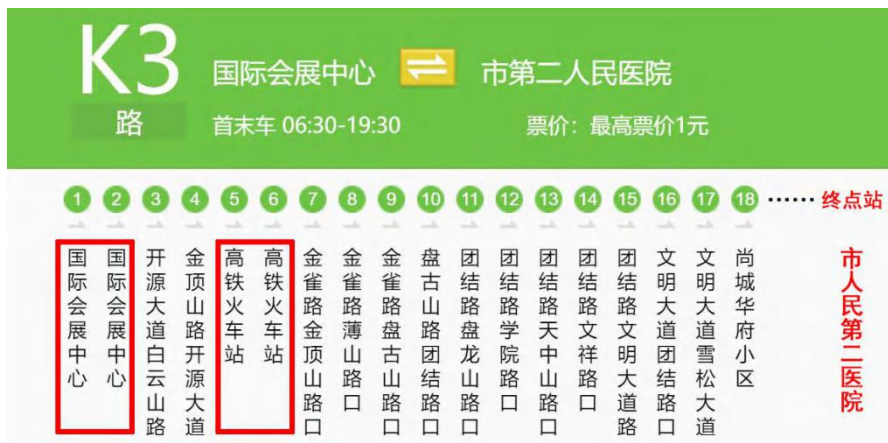 K3
路
国际会展中心 ⇌ 市第二人民医院
首末车 06:30-19:30
票价：最高票价1元
1 国际会展中心
2 国际会展中心
3 开源大道白云山路
4 金顶山路开源大道
5 高铁火车站
6 高铁火车站
7 金雀路金顶山路口
8 金雀路薄山路口
9 金雀路盘古山路口
10 盘古山路团结路口
11 团结路盘龙山路口
12 团结路学院路口
13 团结路天中山路口
14 团结路文祥路口
15 团结路文明大道路
16 文明大道团结路口
17 文明大道雪松大道
18 尚城华府小区
······ 终点站
市人民第二医院